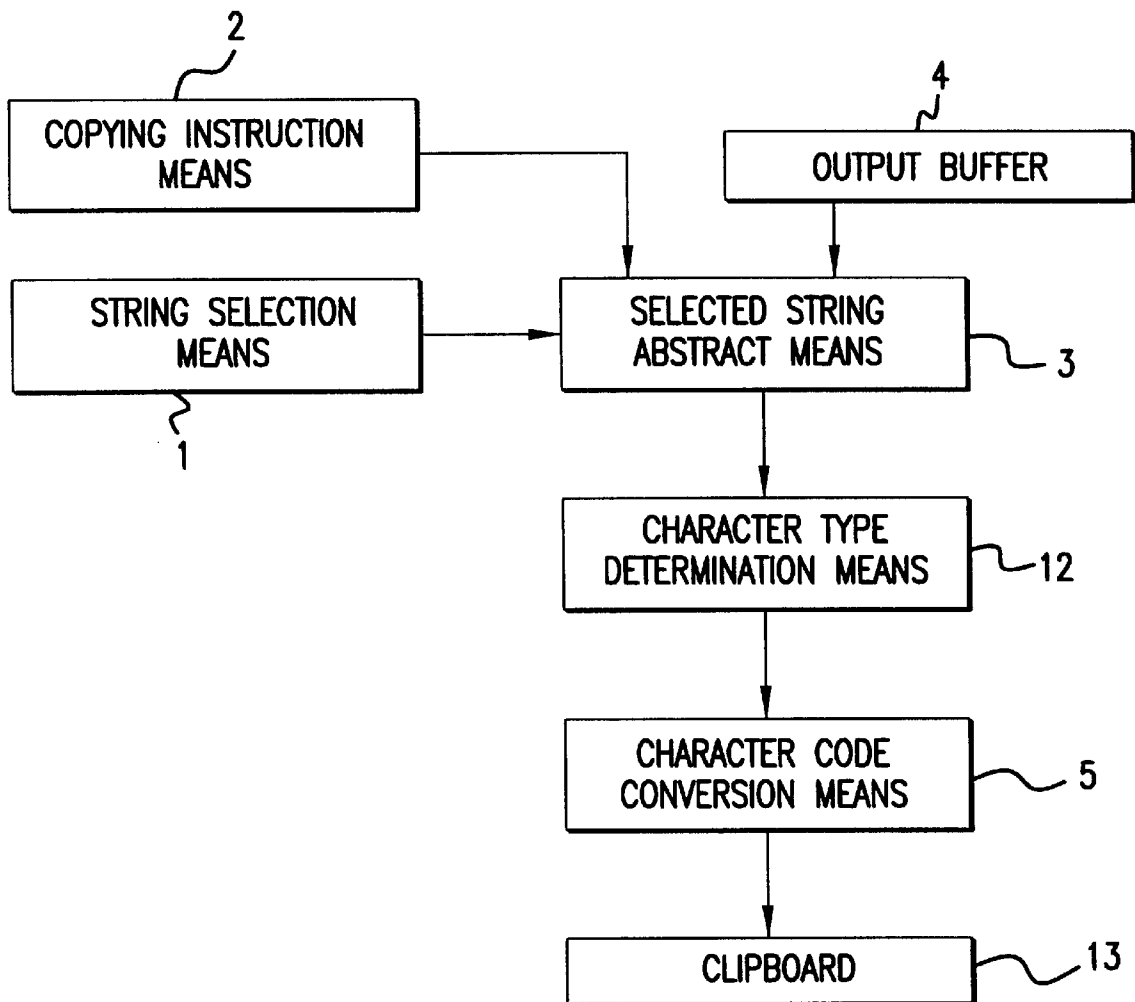 2
COPYING INSTRUCTION
MEANS
4
OUTPUT BUFFER
STRING SELECTION
MEANS
1
SELECTED STRING
ABSTRACT MEANS
3
CHARACTER TYPE
DETERMINATION MEANS
12
CHARACTER CODE
CONVERSION MEANS
5
CLIPBOARD
13